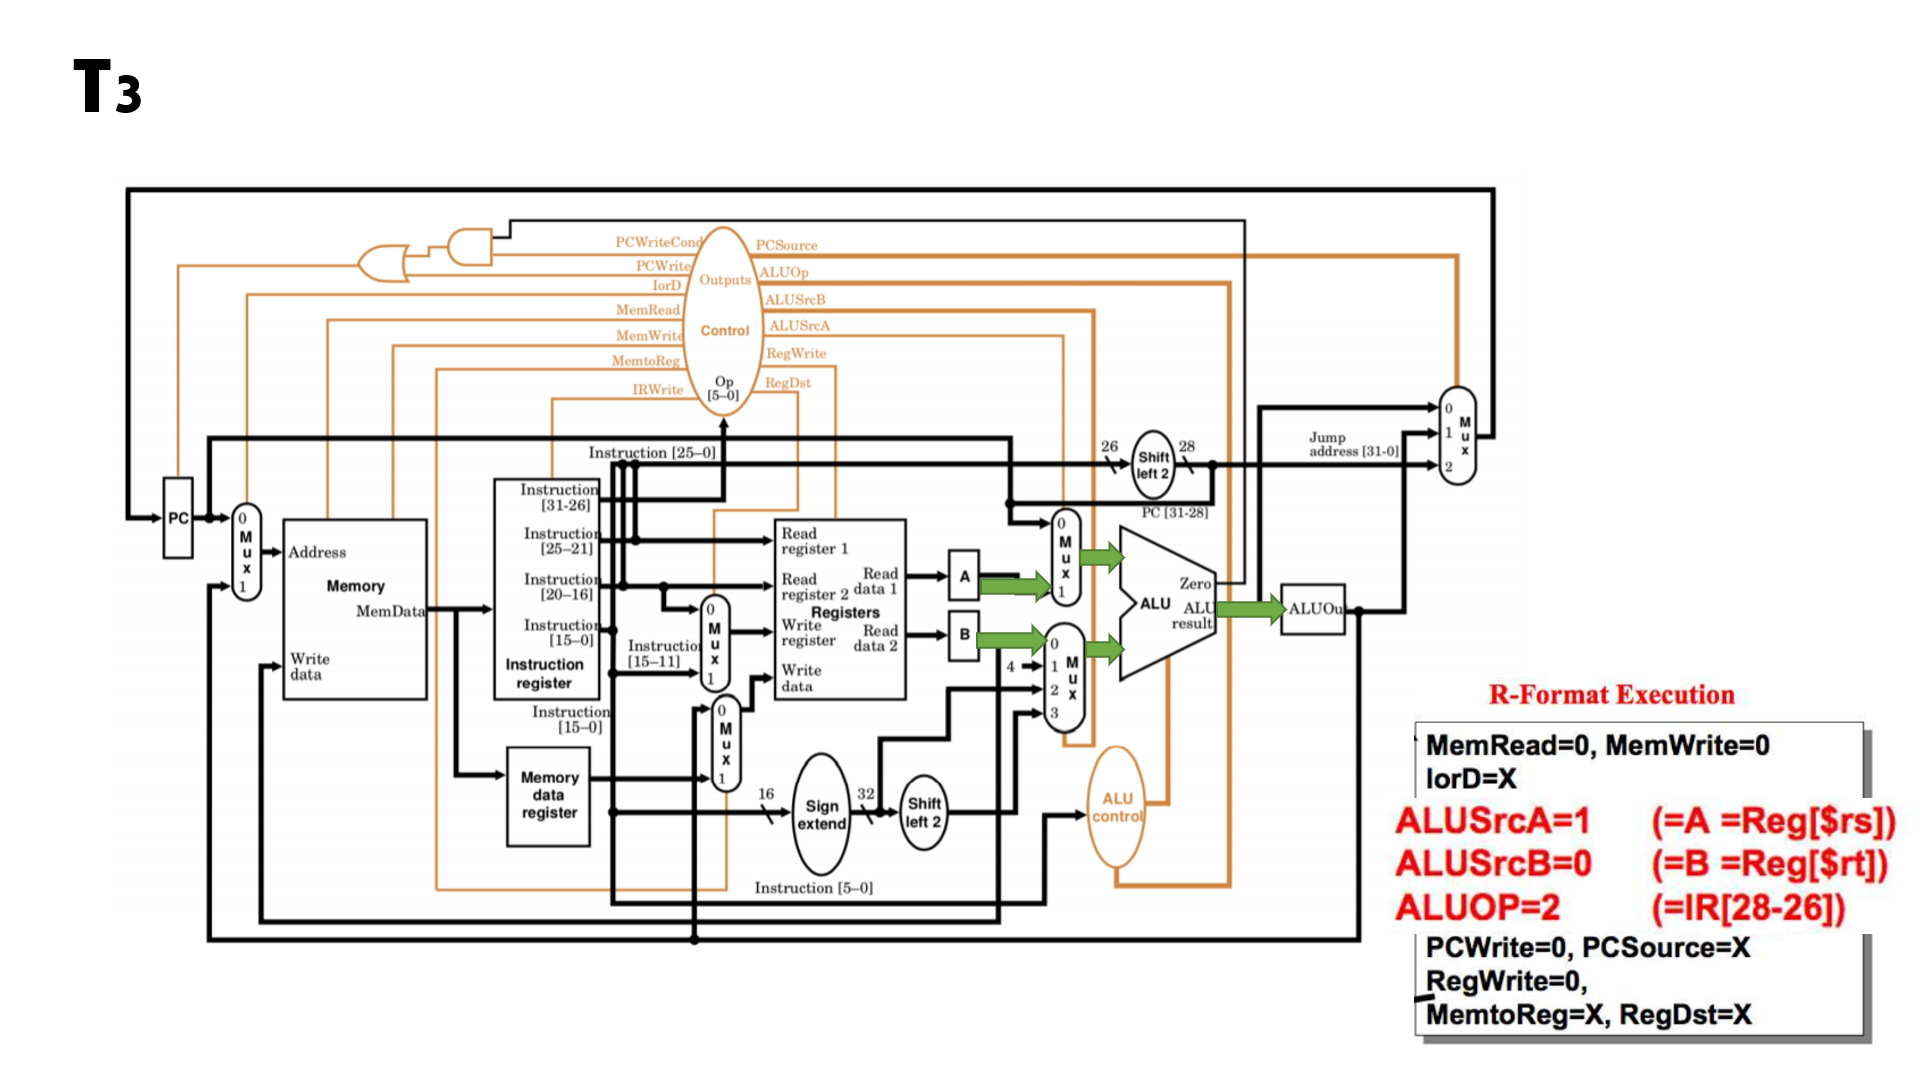 T3
PCWriteCond
PCWrite
IorD
MemRead
MemWrite
MemtoReg
IRWrite
Outputs
Control
Op
[5–0]
PCSource
ALUOp
ALUSrcB
ALUSrcA
RegWrite
RegDst
Instruction [25–0]
26
Shift
left 2
28
Jump
address [31-0]
0
1
2
M
u
x
PC [31-28]
PC
0
M
u
x
1
Address
Memory
MemData
Write
data
Instruction
[31-26]
Instruction
[25–21]
Instruction
[20–16]
Instruction
[15–0]
Instruction
register
Instruction
[15–0]
Memory
data
register
0
M
u
x
1
Instruction
[15–11]
0
M
u
x
1
Read
register 1
Read
register 2
Registers
Write
register
Write
data
Read
data 1
Read
data 2
A
B
0
M
u
x
1
4
0
1
2
3
M
u
x
Zero
ALU
ALU
result
ALUOu
16
Sign
extend
32
Shift
left 2
ALU
control
Instruction [5–0]
R-Format Execution
MemRead=0, MemWrite=0
IorD=X
ALUSrcA=1 (=A =Reg[$rs])
ALUSrcB=0 (=B =Reg[$rt])
ALUOP=2 (=IR[28-26])
PCWrite=0, PCSource=X
RegWrite=0,
MemtoReg=X, RegDst=X